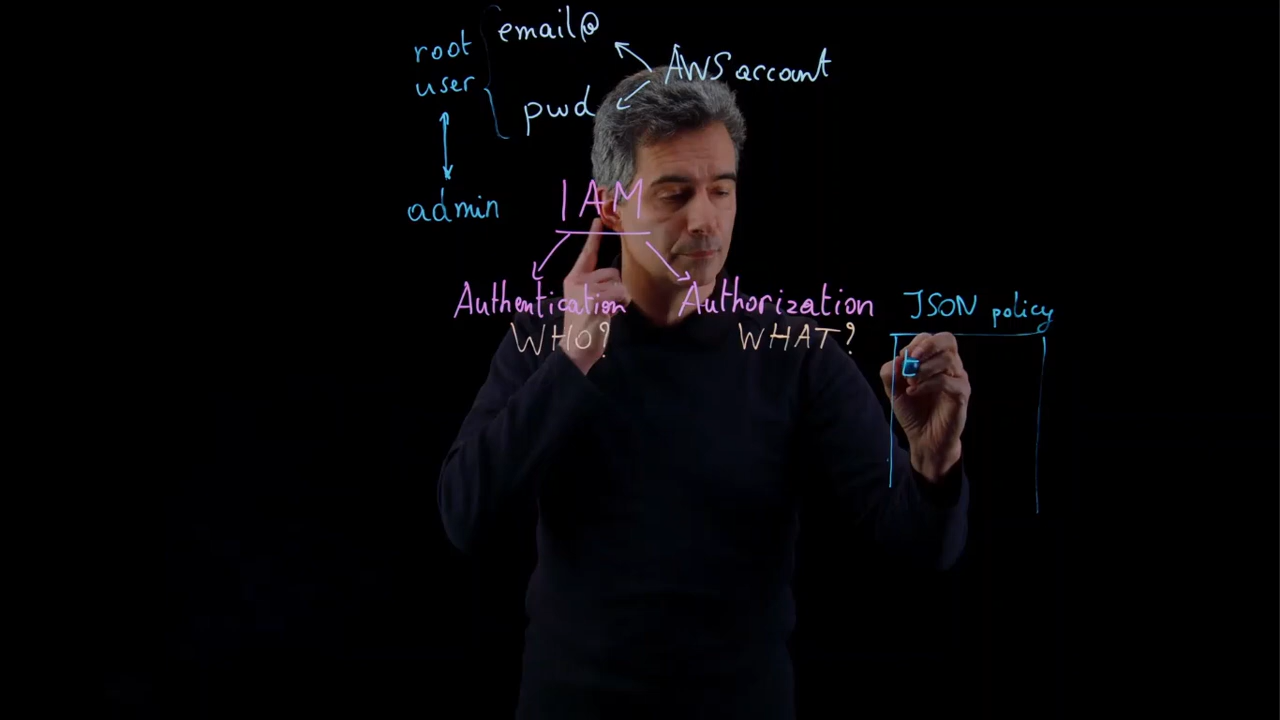 root
user
email@
pwd
AWS account
admin
IAM
Authentication
WHO?
Authorization
WHAT?
JSON policy
E